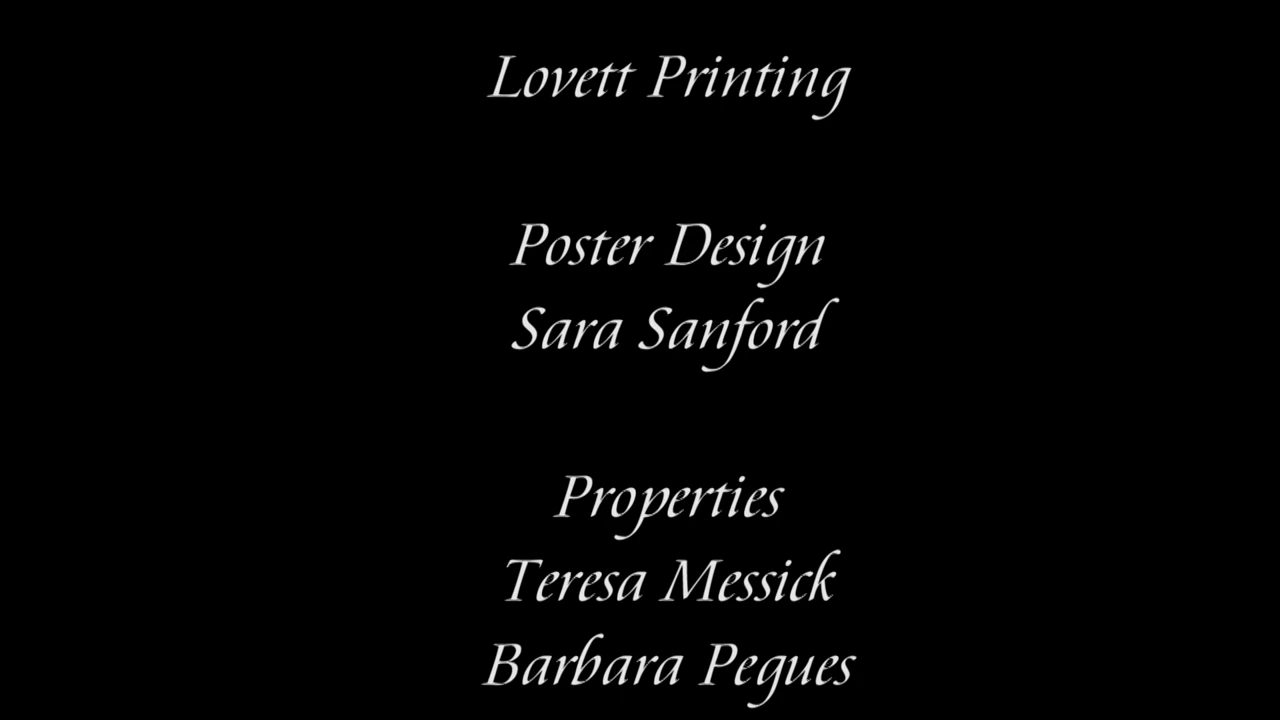 Lovett Printing
Poster Design
Sara Sanford
Properties
Teresa Messick
Barbara Pegues